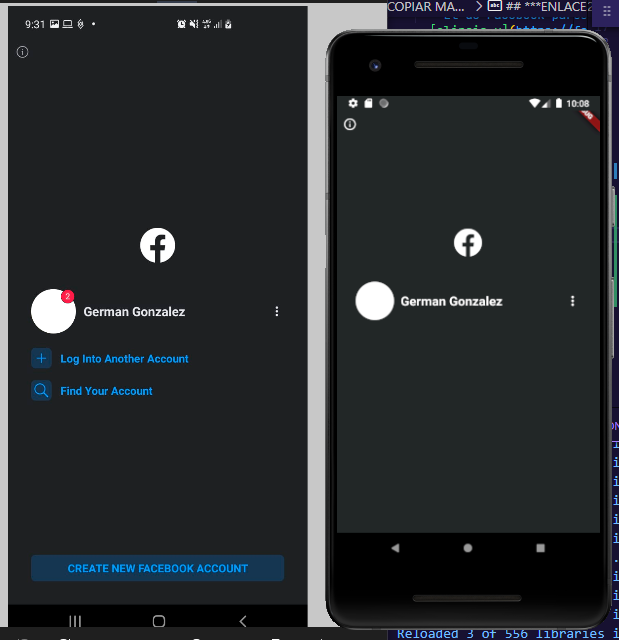 COPIAR MA... > ## ***ENLACE
9:31
10:08
German Gonzalez
2
German Gonzalez
Log Into Another Account
Find Your Account
CREATE NEW FACEBOOK ACCOUNT
Reloaded 3 of 556 libraries i